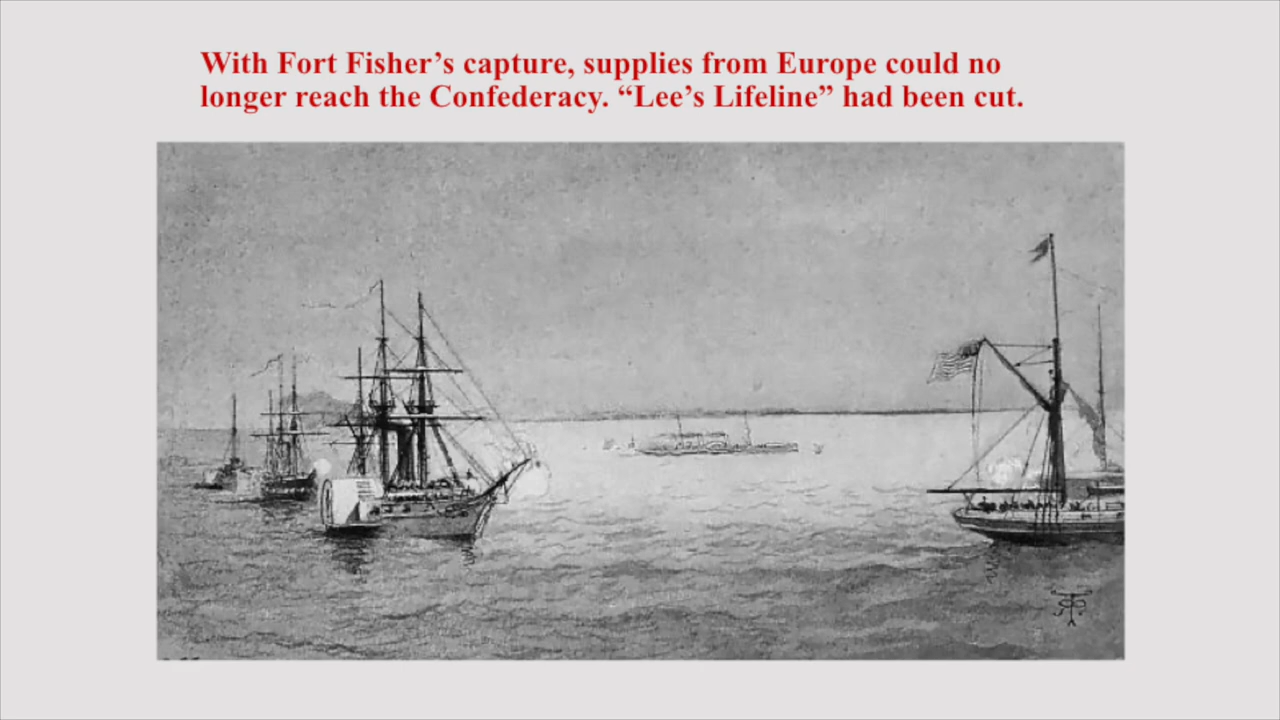 With Fort Fisher’s capture, supplies from Europe could no
longer reach the Confederacy. “Lee’s Lifeline” had been cut.